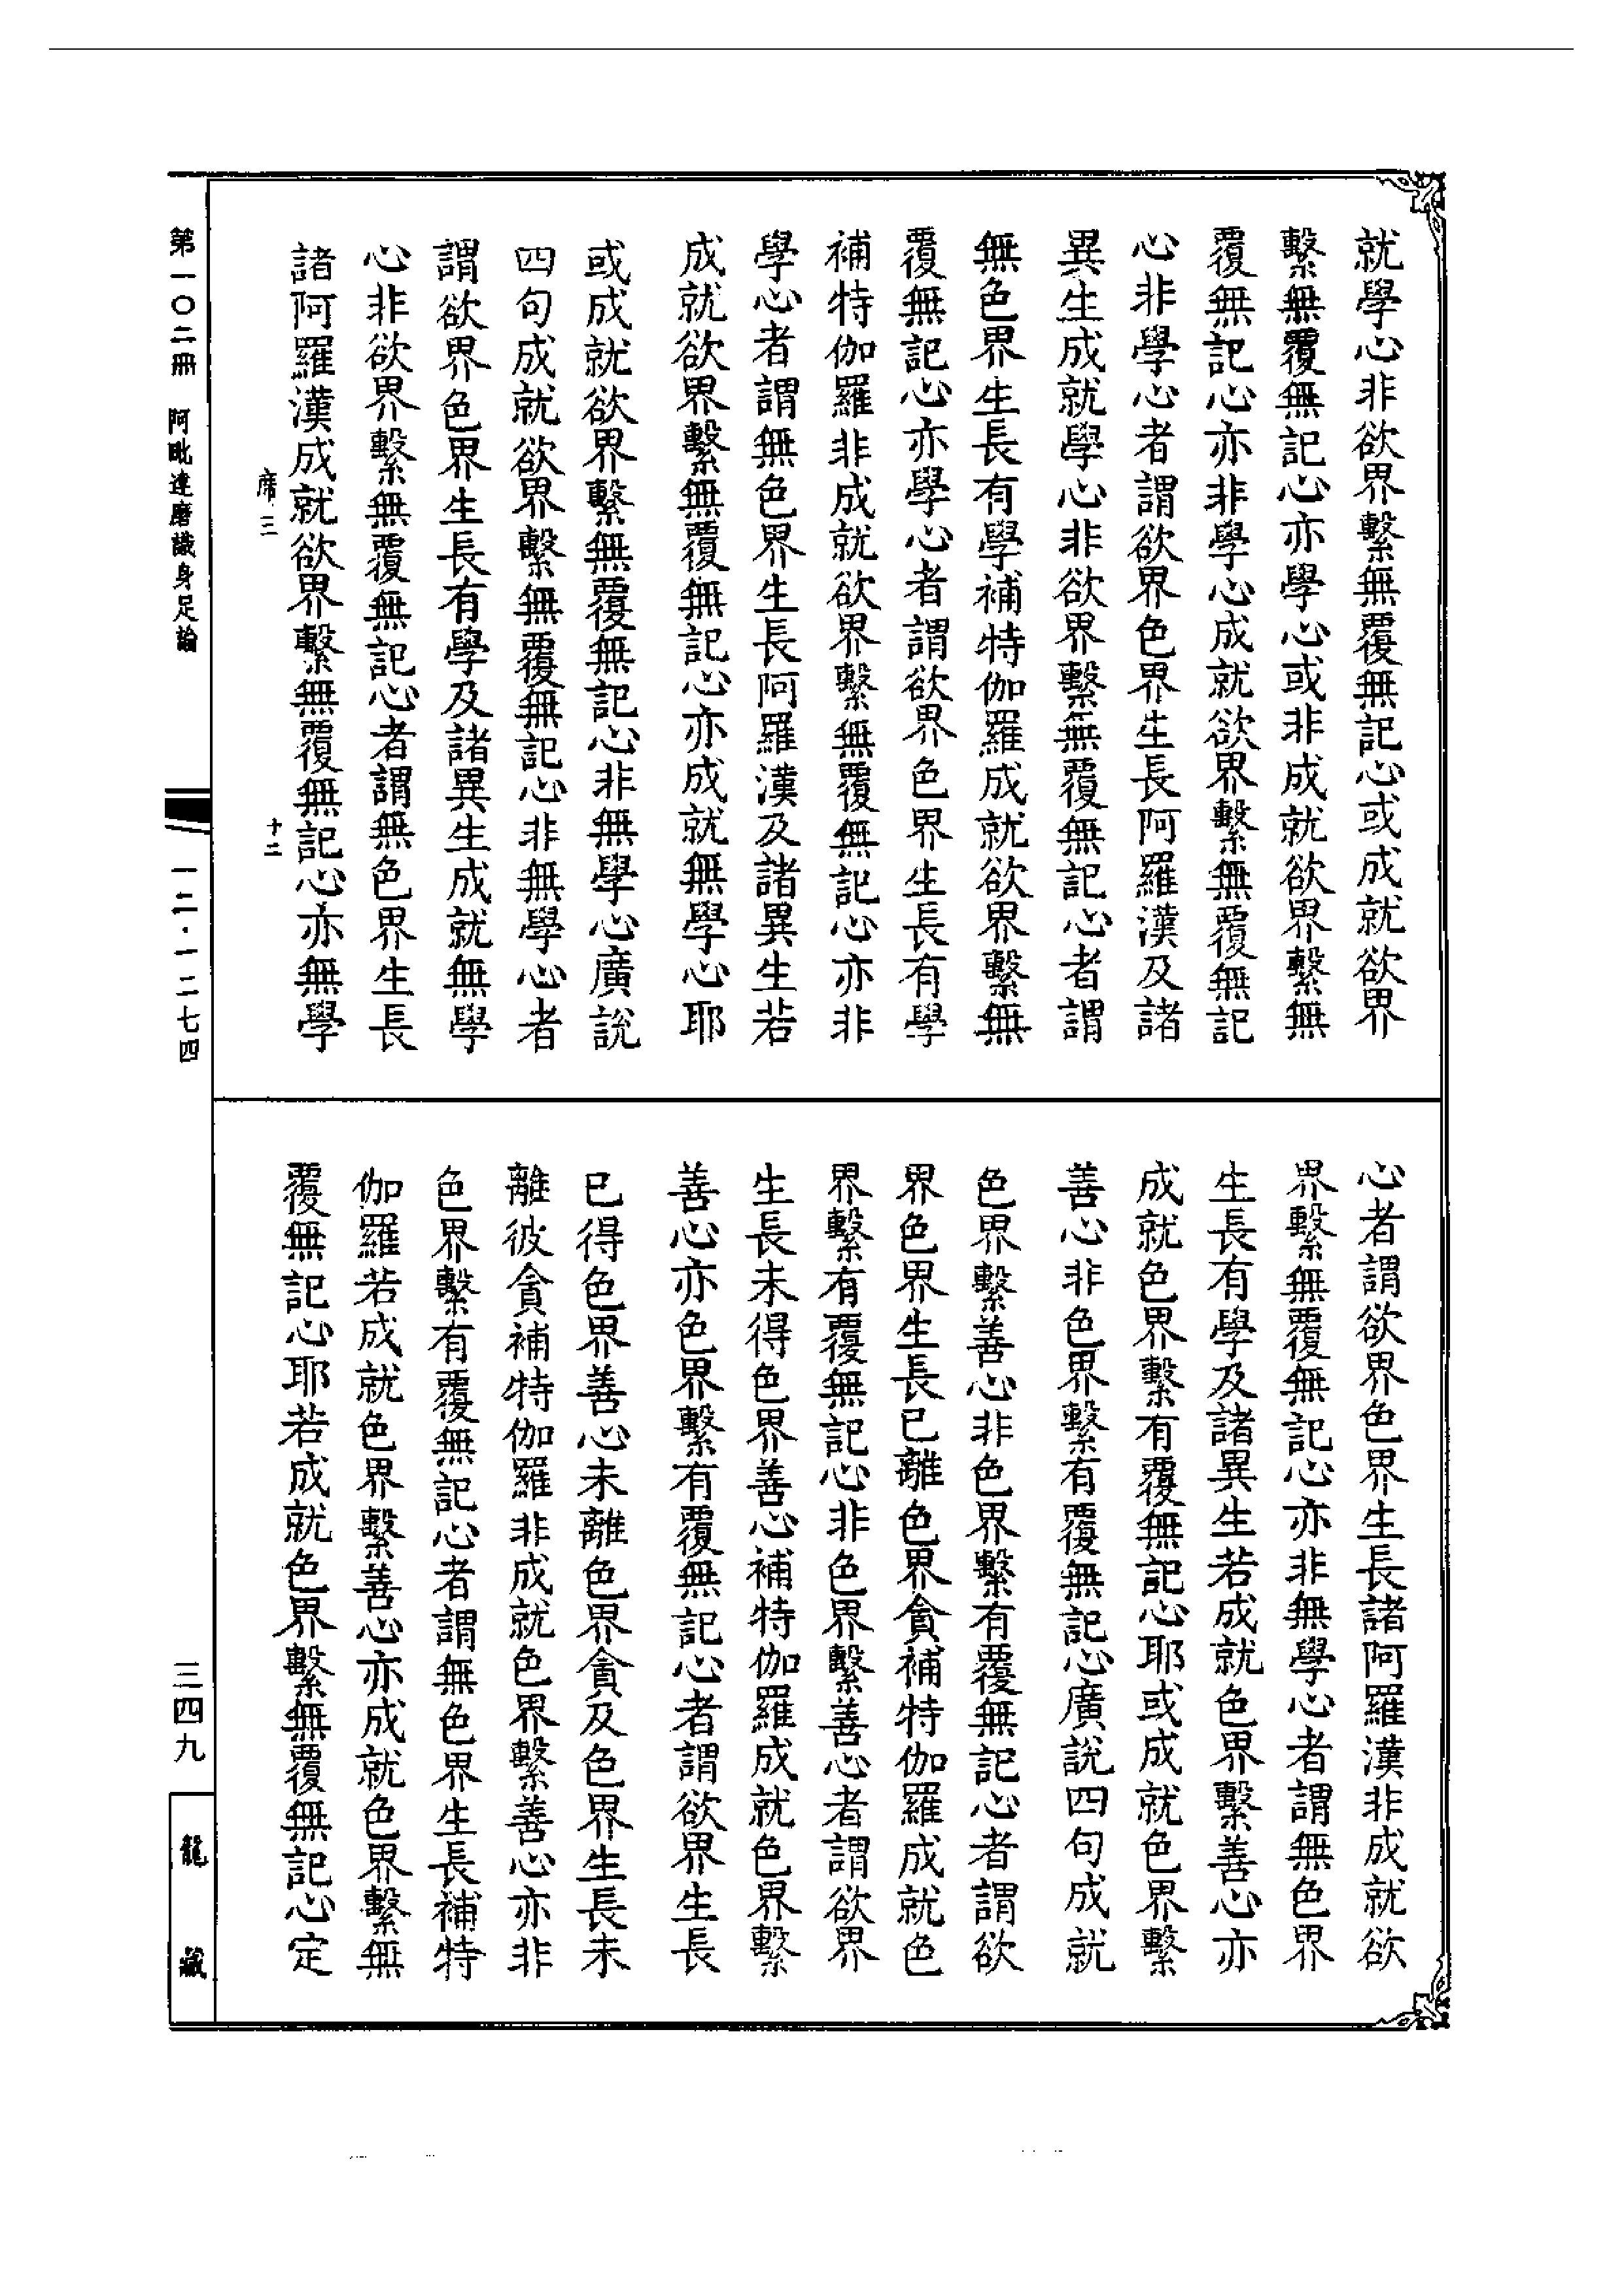 就學心非欲界繫無覆無記心或成就欲界
繫無覆無記心亦學心或非成就欲界繫無
覆無記心亦非學心成就欲界繫無覆無記
心非學心者謂欲界色界生長阿羅漢及諸
異生成就學心非欲界繫無覆無記心者謂
無色界生長有學補特伽羅成就欲界繫無
覆無記心亦學心者謂欲界色界生長有學
補特伽羅非成就欲界繫無覆無記心亦非
學心者謂無色界生長阿羅漢及諸異生若
成就欲界繫無覆無記心亦成就無學心耶
或成就欲界繫無覆無記心非無學心廣說
四句成就欲界繫無覆無記心非無學心者
謂欲界色界生長有學及諸異生成就無學
心非欲界繫無覆無記心者謂無色界生長
諸阿羅漢成就欲界繫無覆無記心亦無學
心者謂欲界色界生長諸阿羅漢非成就欲
界繫無覆無記心亦非無學心者謂無色界
生長有學及諸異生若成就色界繫善心亦
成就色界繫有覆無記心耶或成就色界繫
善心非色界繫有覆無記心廣說四句成就
色界繫善心非色界繫有覆無記心者謂欲
界色界生長已離色界貪補特伽羅成就色
界繫有覆無記心非色界繫善心者謂欲界
生長未得色界善心補特伽羅成就色界繫
善心亦色界繫有覆無記心者謂欲界生長
已得色界善心未離色界貪及色界生長未
離彼貪補特伽羅非成就色界繫善心亦非
色界繫有覆無記心者謂無色界生長補特
伽羅若成就色界繫善心亦成就色界繫無
覆無記心耶若成就色界繫無覆無記心定
席三
十二
第一〇二冊 阿毗達磨識身足論
一二·一二七四
三四九
龍藏